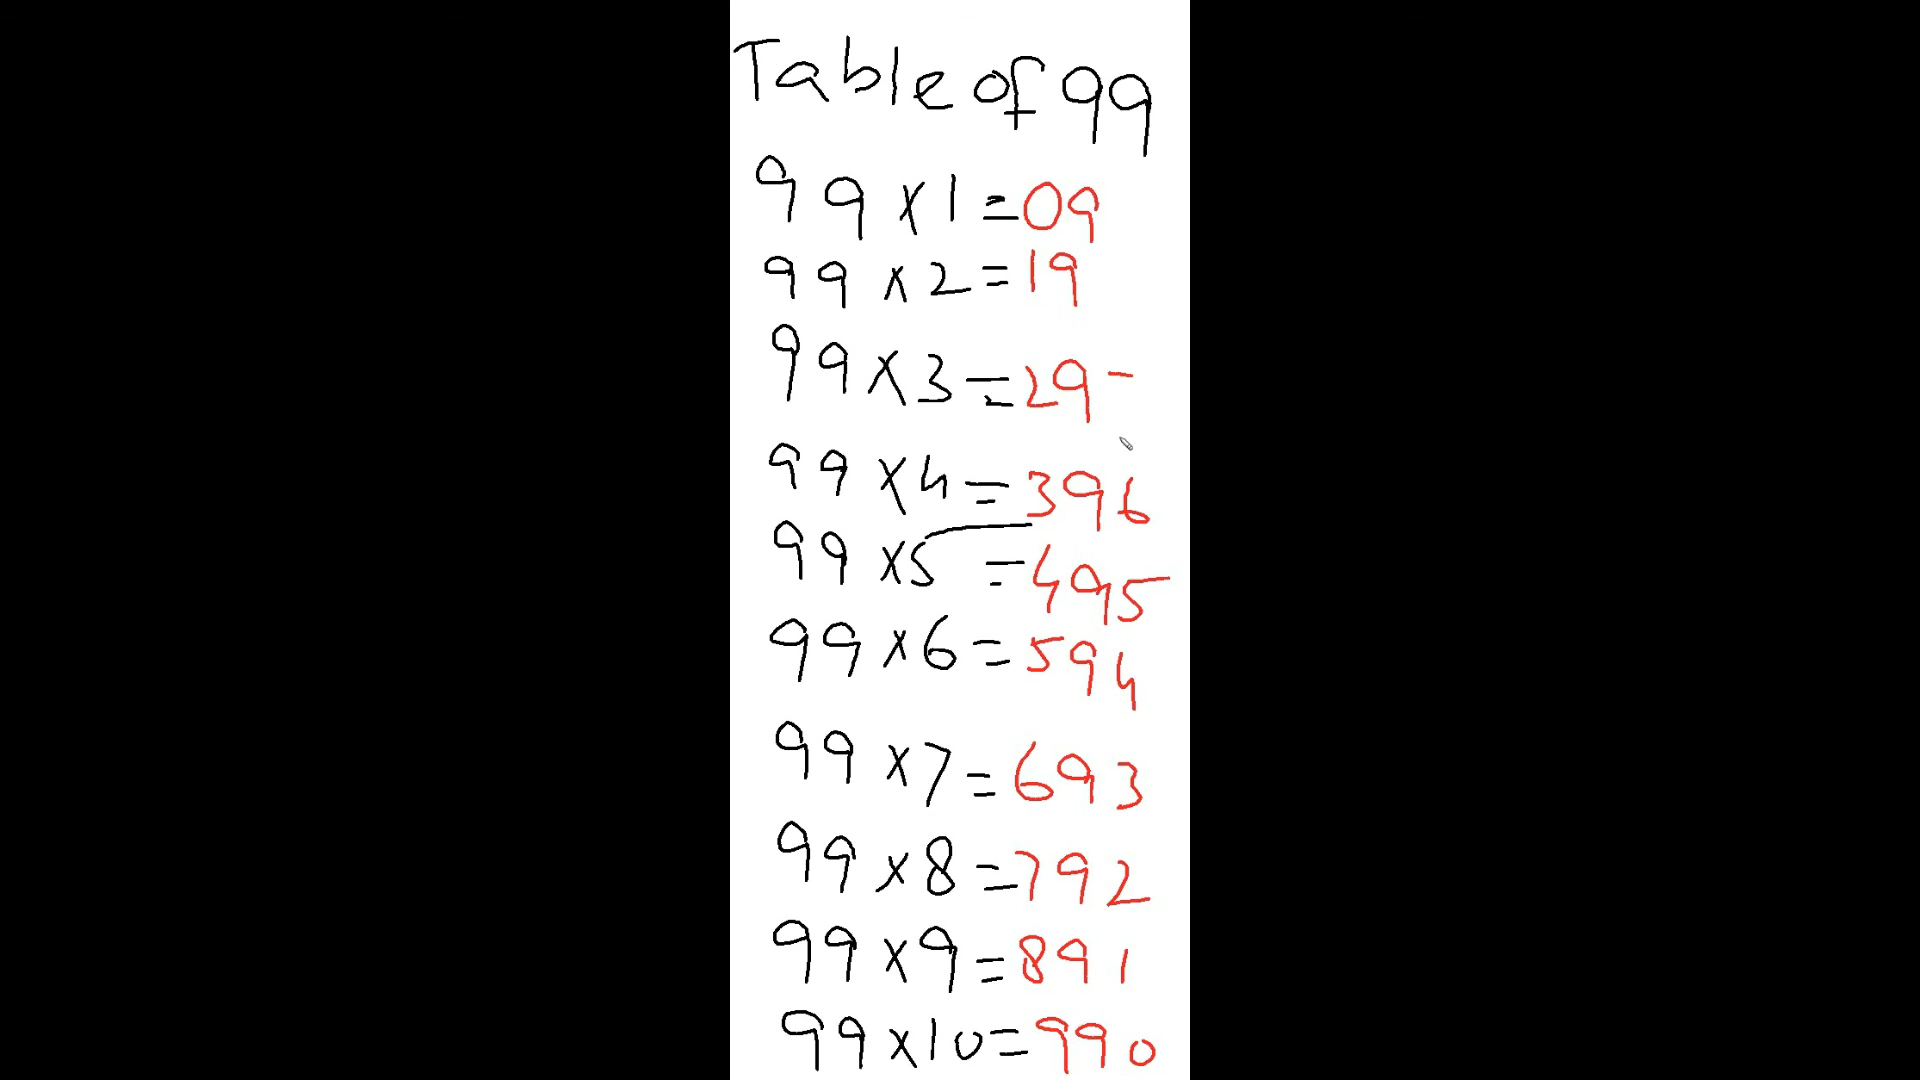 Table of 99
99 x 1 = 09
99 x 2 = 19
99 x 3 = 29
99 x 4 = 396
99 x 5 = 495
99 x 6 = 594
99 x 7 = 693
99 x 8 = 792
99 x 9 = 891
99 x 10 = 990